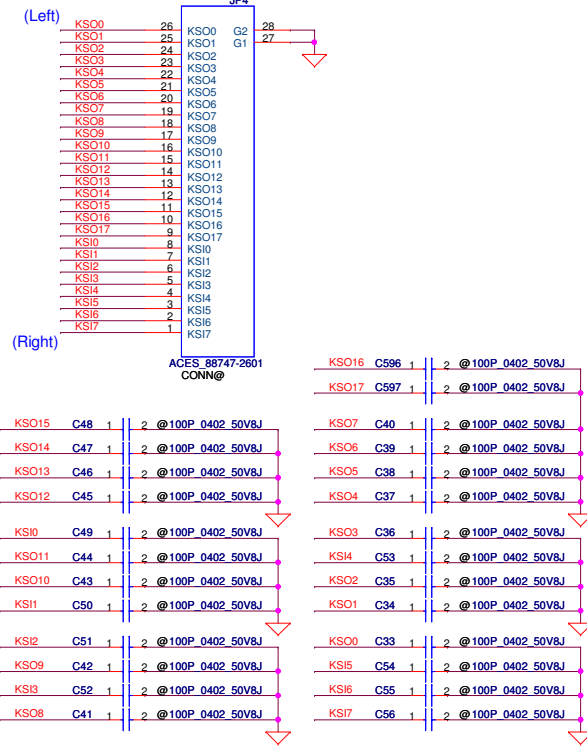 JP4
(Left)
KSO0 26 KSO0 G2 28
KSO1 25 KSO1 G1 27
KSO2 24 KSO2
KSO3 23 KSO3
KSO4 22 KSO4
KSO5 21 KSO5
KSO6 20 KSO6
KSO7 19 KSO7
KSO8 18 KSO8
KSO9 17 KSO9
KSO10 16 KSO10
KSO11 15 KSO11
KSO12 14 KSO12
KSO13 13 KSO13
KSO14 12 KSO14
KSO15 11 KSO15
KSO16 10 KSO16
KSO17 9 KSO17
KSI0 8 KSI0
KSI1 7 KSI1
KSI2 6 KSI2
KSI3 5 KSI3
KSI4 4 KSI4
KSI5 3 KSI5
KSI6 2 KSI6
KSI7 1 KSI7
(Right)
ACES_88747-2601
CONN@
KSO16 C596 1 2 @100P_0402_50V8J
KSO17 C597 1 2 @100P_0402_50V8J
KSO15 C48 1 2 @100P_0402_50V8J
KSO14 C47 1 2 @100P_0402_50V8J
KSO13 C46 1 2 @100P_0402_50V8J
KSO12 C45 1 2 @100P_0402_50V8J
KSO7 C40 1 2 @100P_0402_50V8J
KSO6 C39 1 2 @100P_0402_50V8J
KSO5 C38 1 2 @100P_0402_50V8J
KSO4 C37 1 2 @100P_0402_50V8J
KSI0 C49 1 2 @100P_0402_50V8J
KSO11 C44 1 2 @100P_0402_50V8J
KSO10 C43 1 2 @100P_0402_50V8J
KSI1 C50 1 2 @100P_0402_50V8J
KSO3 C36 1 2 @100P_0402_50V8J
KSI4 C53 1 2 @100P_0402_50V8J
KSO2 C35 1 2 @100P_0402_50V8J
KSO1 C34 1 2 @100P_0402_50V8J
KSI2 C51 1 2 @100P_0402_50V8J
KSO9 C42 1 2 @100P_0402_50V8J
KSI3 C52 1 2 @100P_0402_50V8J
KSO8 C41 1 2 @100P_0402_50V8J
KSO0 C33 1 2 @100P_0402_50V8J
KSI5 C54 1 2 @100P_0402_50V8J
KSI6 C55 1 2 @100P_0402_50V8J
KSI7 C56 1 2 @100P_0402_50V8J